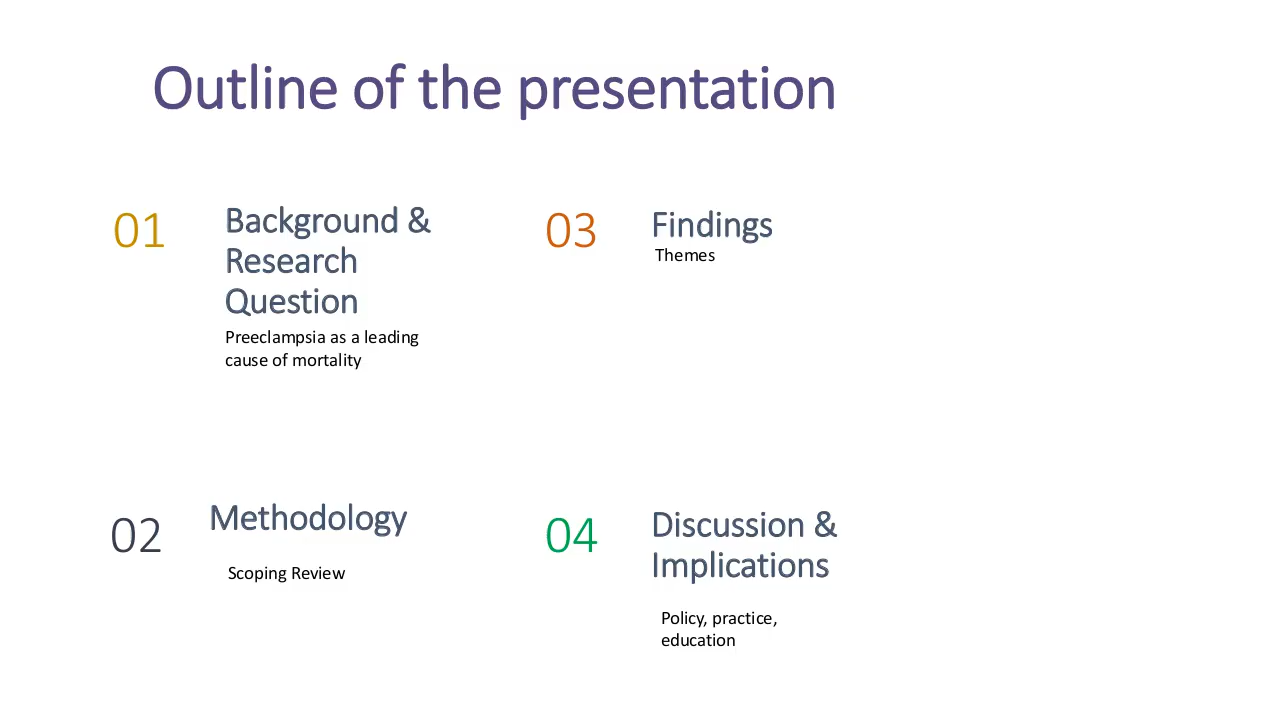 Outline of the presentation
01
Background &
Research
Question
Preeclampsia as a leading
cause of mortality
02
Methodology
Scoping Review
03
Findings
Themes
04
Discussion &
Implications
Policy, practice,
education